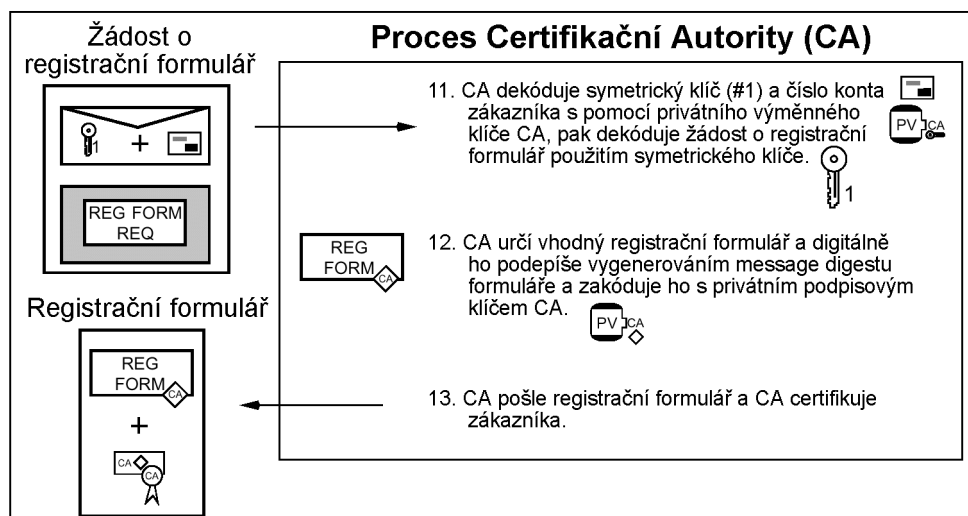 Žádost o
registrační formulář
1
+
REG FORM
REQ
Registrační formulář
REG
FORM
CA
+
CA
CA
Proces Certifikační Autority (CA)
11. CA dekóduje symetrický klíč (#1) a číslo konta
zákazníka s pomocí privátního výměnného
klíče CA, pak dekóduje žádost o registrační
formulář použitím symetrického klíče.
PV
CA
1
REG
FORM
CA
12. CA určí vhodný registrační formulář a digitálně
ho podepíše vygenerováním message digestu
formuláře a zakóduje ho s privátním podpisovým
klíčem CA.
PV
CA
13. CA pošle registrační formulář a CA certifikuje
zákazníka.